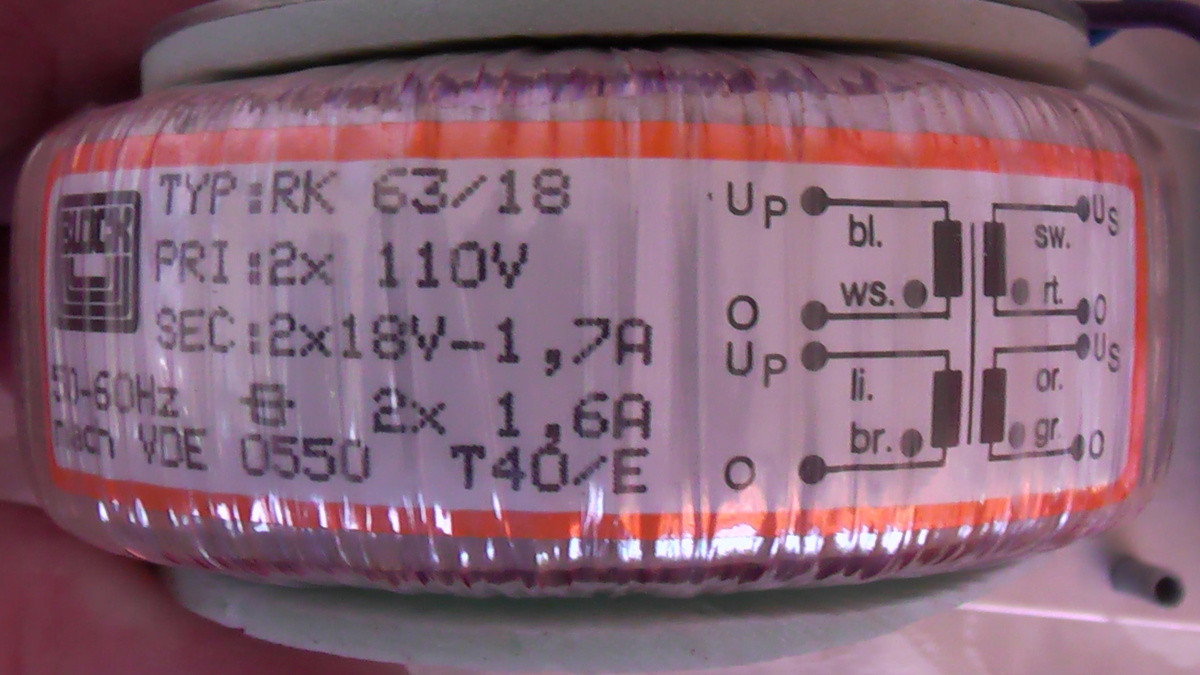 BLOCK
TYP:RK 63/18
PRI:2x 110V
SEC:2x18V-1,7A
50-60Hz 2x 1,6A
nach VDE 0550 T40/E
UP bl. sw. US
O ws. rt. O
UP li. or. US
O br. gr. O